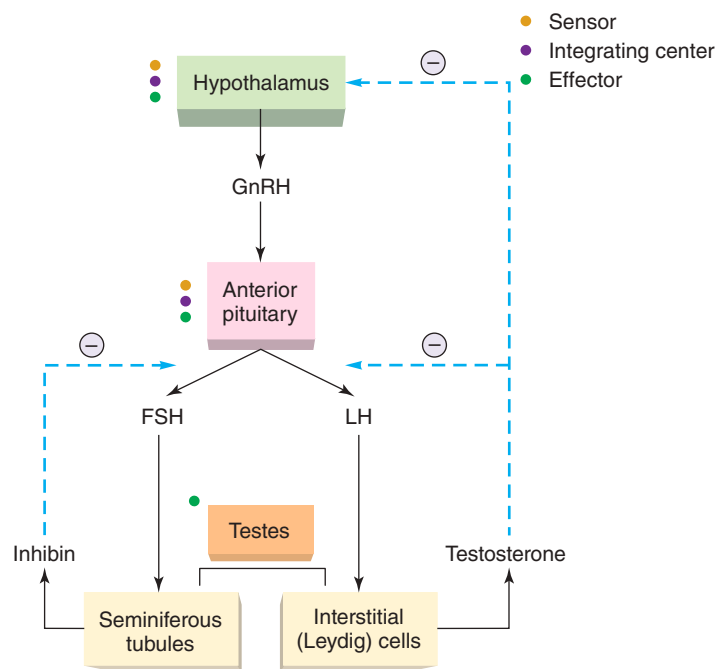 Sensor
Integrating center
Effector
−
Hypothalamus
GnRH
Anterior
pituitary
−
−
FSH
LH
Testes
Inhibin
Testosterone
Seminiferous
tubules
Interstitial
(Leydig) cells